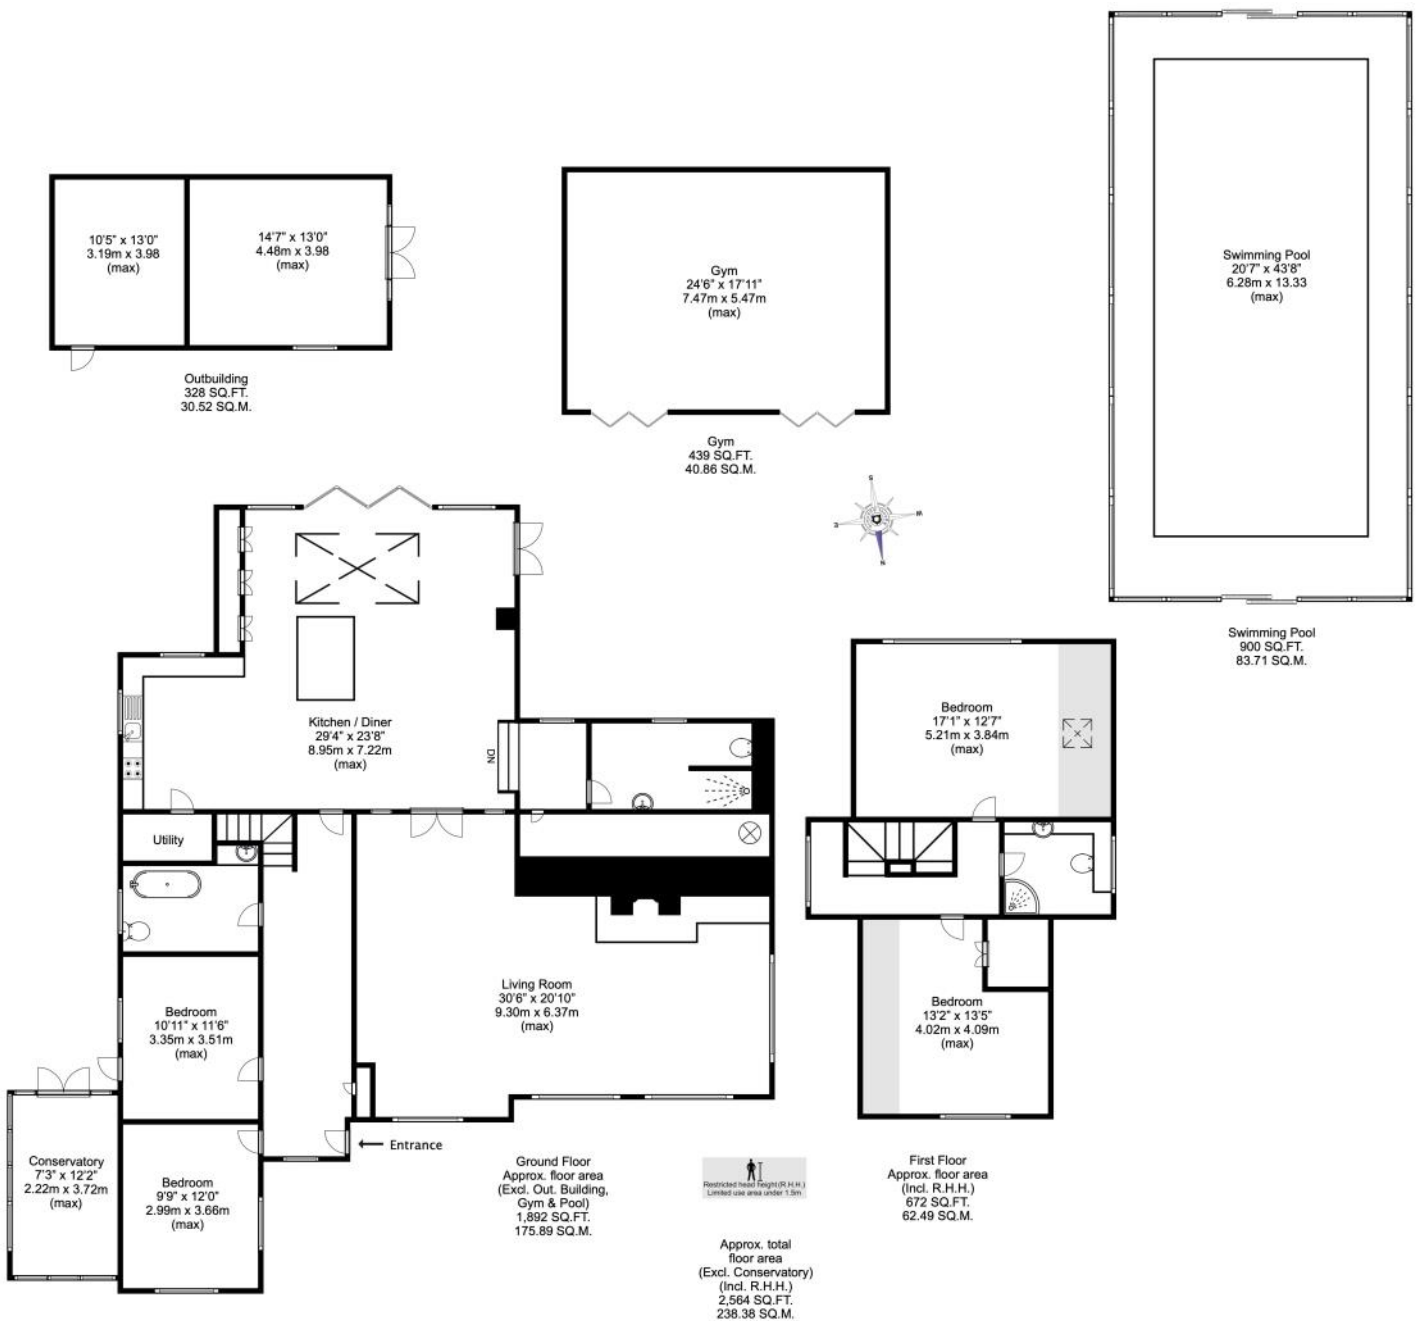 10'5" x 13'0"
3.19m x 3.98
(max)
14'7" x 13'0"
4.48m x 3.98
(max)
Outbuilding
328 SQ.FT.
30.52 SQ.M.
Gym
24'6" x 17'11"
7.47m x 5.47m
(max)
Gym
439 SQ.FT.
40.86 SQ.M.
Swimming Pool
20'7" x 43'8"
6.28m x 13.33
(max)
Swimming Pool
900 SQ.FT.
83.71 SQ.M.
S
E
W
N
Kitchen / Diner
29'4" x 23'8"
8.95m x 7.22m
(max)
DN
Utility
Bedroom
10'11" x 11'6"
3.35m x 3.51m
(max)
Living Room
30'6" x 20'10"
9.30m x 6.37m
(max)
Conservatory
7'3" x 12'2"
2.22m x 3.72m
(max)
Bedroom
9'9" x 12'0"
2.99m x 3.66m
(max)
Entrance
Ground Floor
Approx. floor area
(Excl. Out. Building,
Gym & Pool)
1,892 SQ.FT.
175.89 SQ.M.
Bedroom
17'1" x 12'7"
5.21m x 3.84m
(max)
Bedroom
13'2" x 13'5"
4.02m x 4.09m
(max)
First Floor
Approx. floor area
(Incl. R.H.H.)
672 SQ.FT.
62.49 SQ.M.
Restricted head height (R.H.H.)
Limited use area under 1.5m
Approx. total
floor area
(Excl. Conservatory)
(Incl. R.H.H.)
2,564 SQ.FT.
238.38 SQ.M.